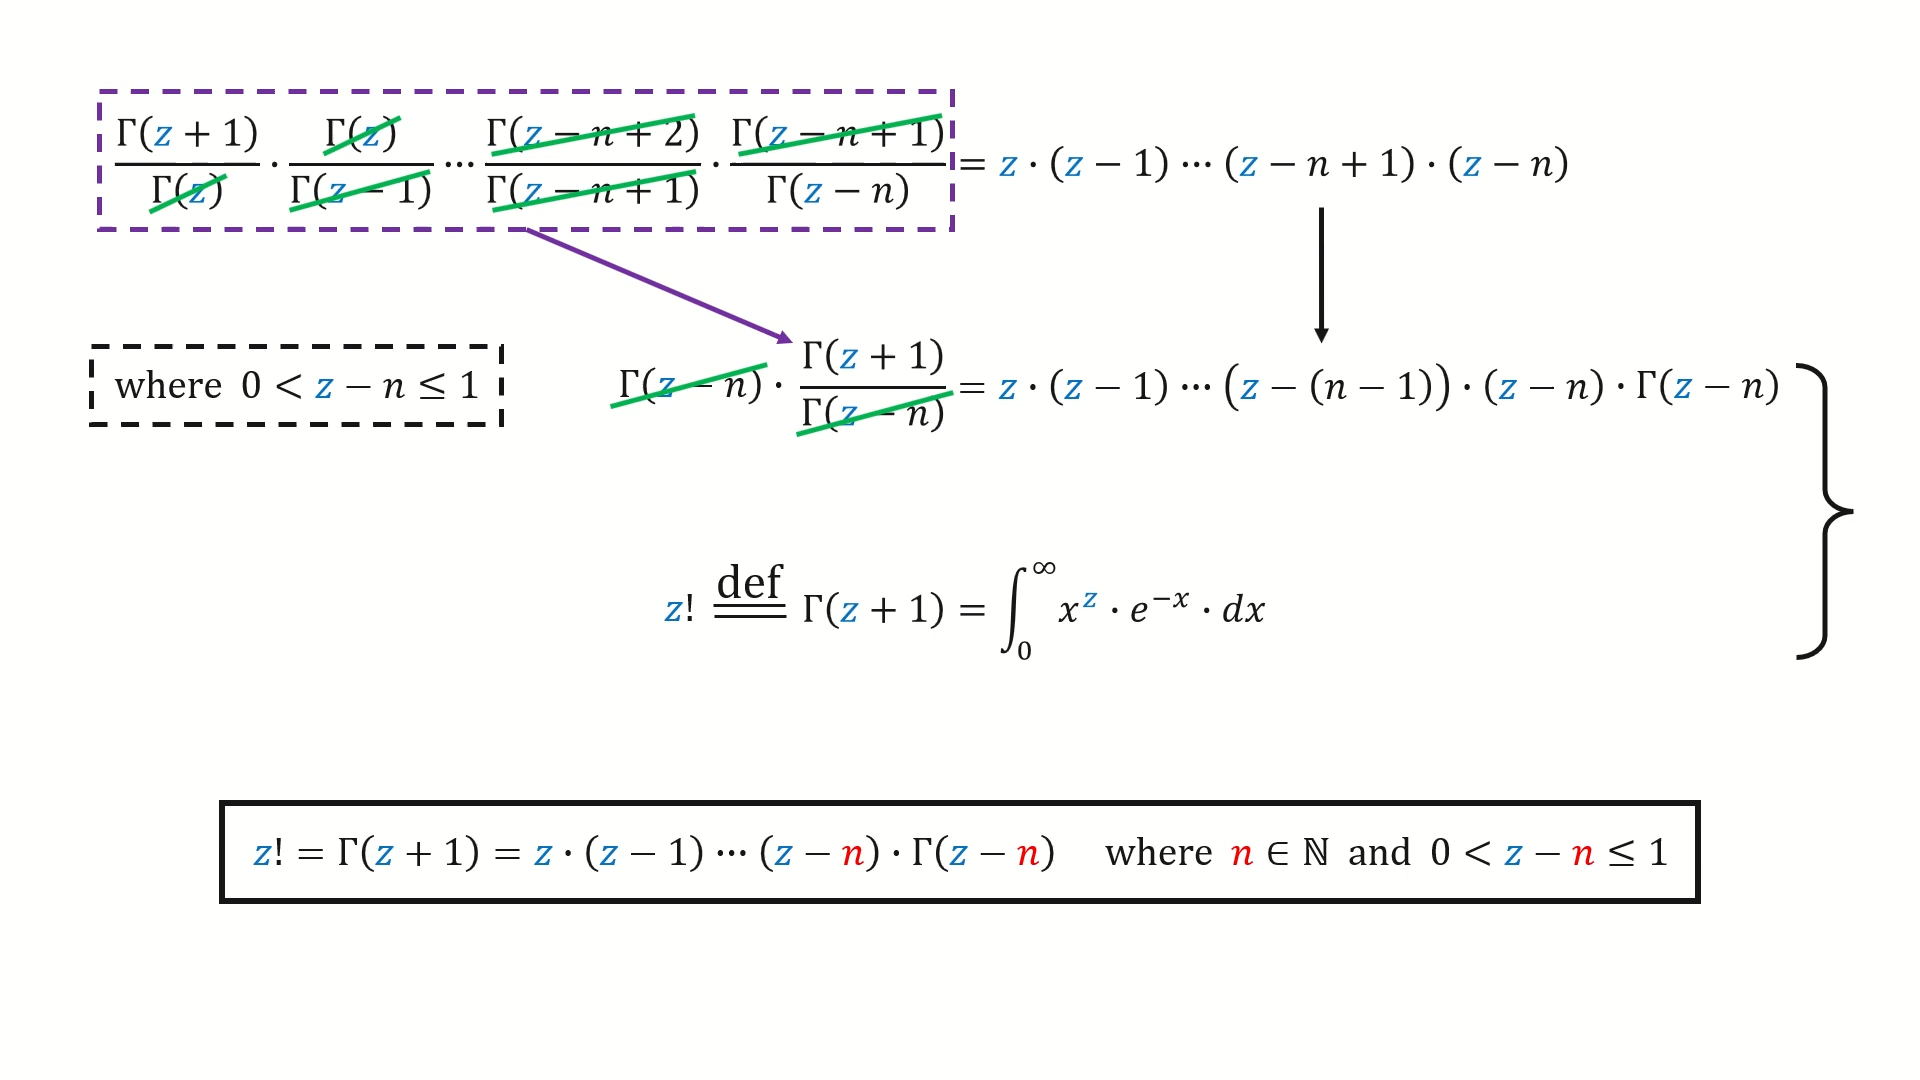 Γ(z + 1)/Γ(z) · Γ(z)/Γ(z − 1) ⋯ Γ(z − n + 2)/Γ(z − n + 1) · Γ(z − n + 1)/Γ(z − n) = z · (z − 1) ⋯ (z − n + 1) · (z − n)
where 0 < z − n ≤ 1
Γ(z − n) · Γ(z + 1)/Γ(z − n) = z · (z − 1) ⋯ (z − (n − 1)) · (z − n) · Γ(z − n)
z! def Γ(z + 1) = ∫₀^∞ x^z · e^−x · dx
z! = Γ(z + 1) = z · (z − 1) ⋯ (z − n) · Γ(z − n) where n ∈ ℕ and 0 < z − n ≤ 1